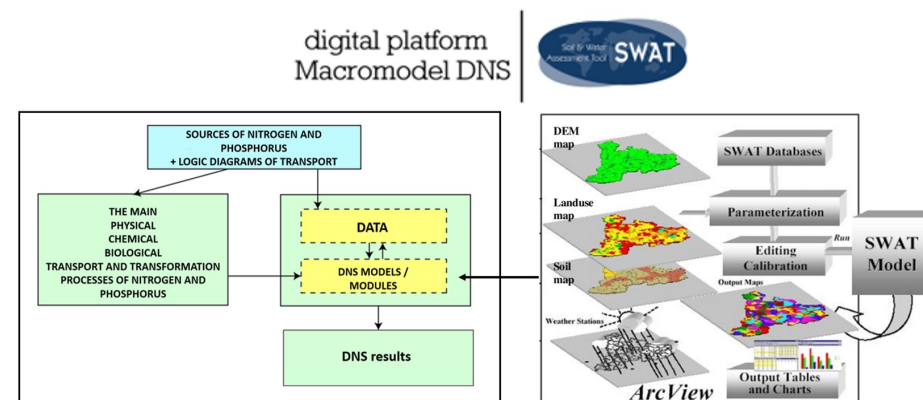 digital platform
Macromodel DNS
Soil & Water
Assessment Tool
SWAT
SOURCES OF NITROGEN AND
PHOSPHORUS
+ LOGIC DIAGRAMS OF TRANSPORT
THE MAIN
PHYSICAL
CHEMICAL
BIOLOGICAL
TRANSPORT AND TRANSFORMATION
PROCESSES OF NITROGEN AND
PHOSPHORUS
DATA
DNS MODELS /
MODULES
DNS results
DEM
map
SWAT Databases
Landuse
map
Parameterization
Editing
Calibration
Run
SWAT
Model
Soil
map
Output Maps
Weather Stations
Output Tables
and Charts
ArcView